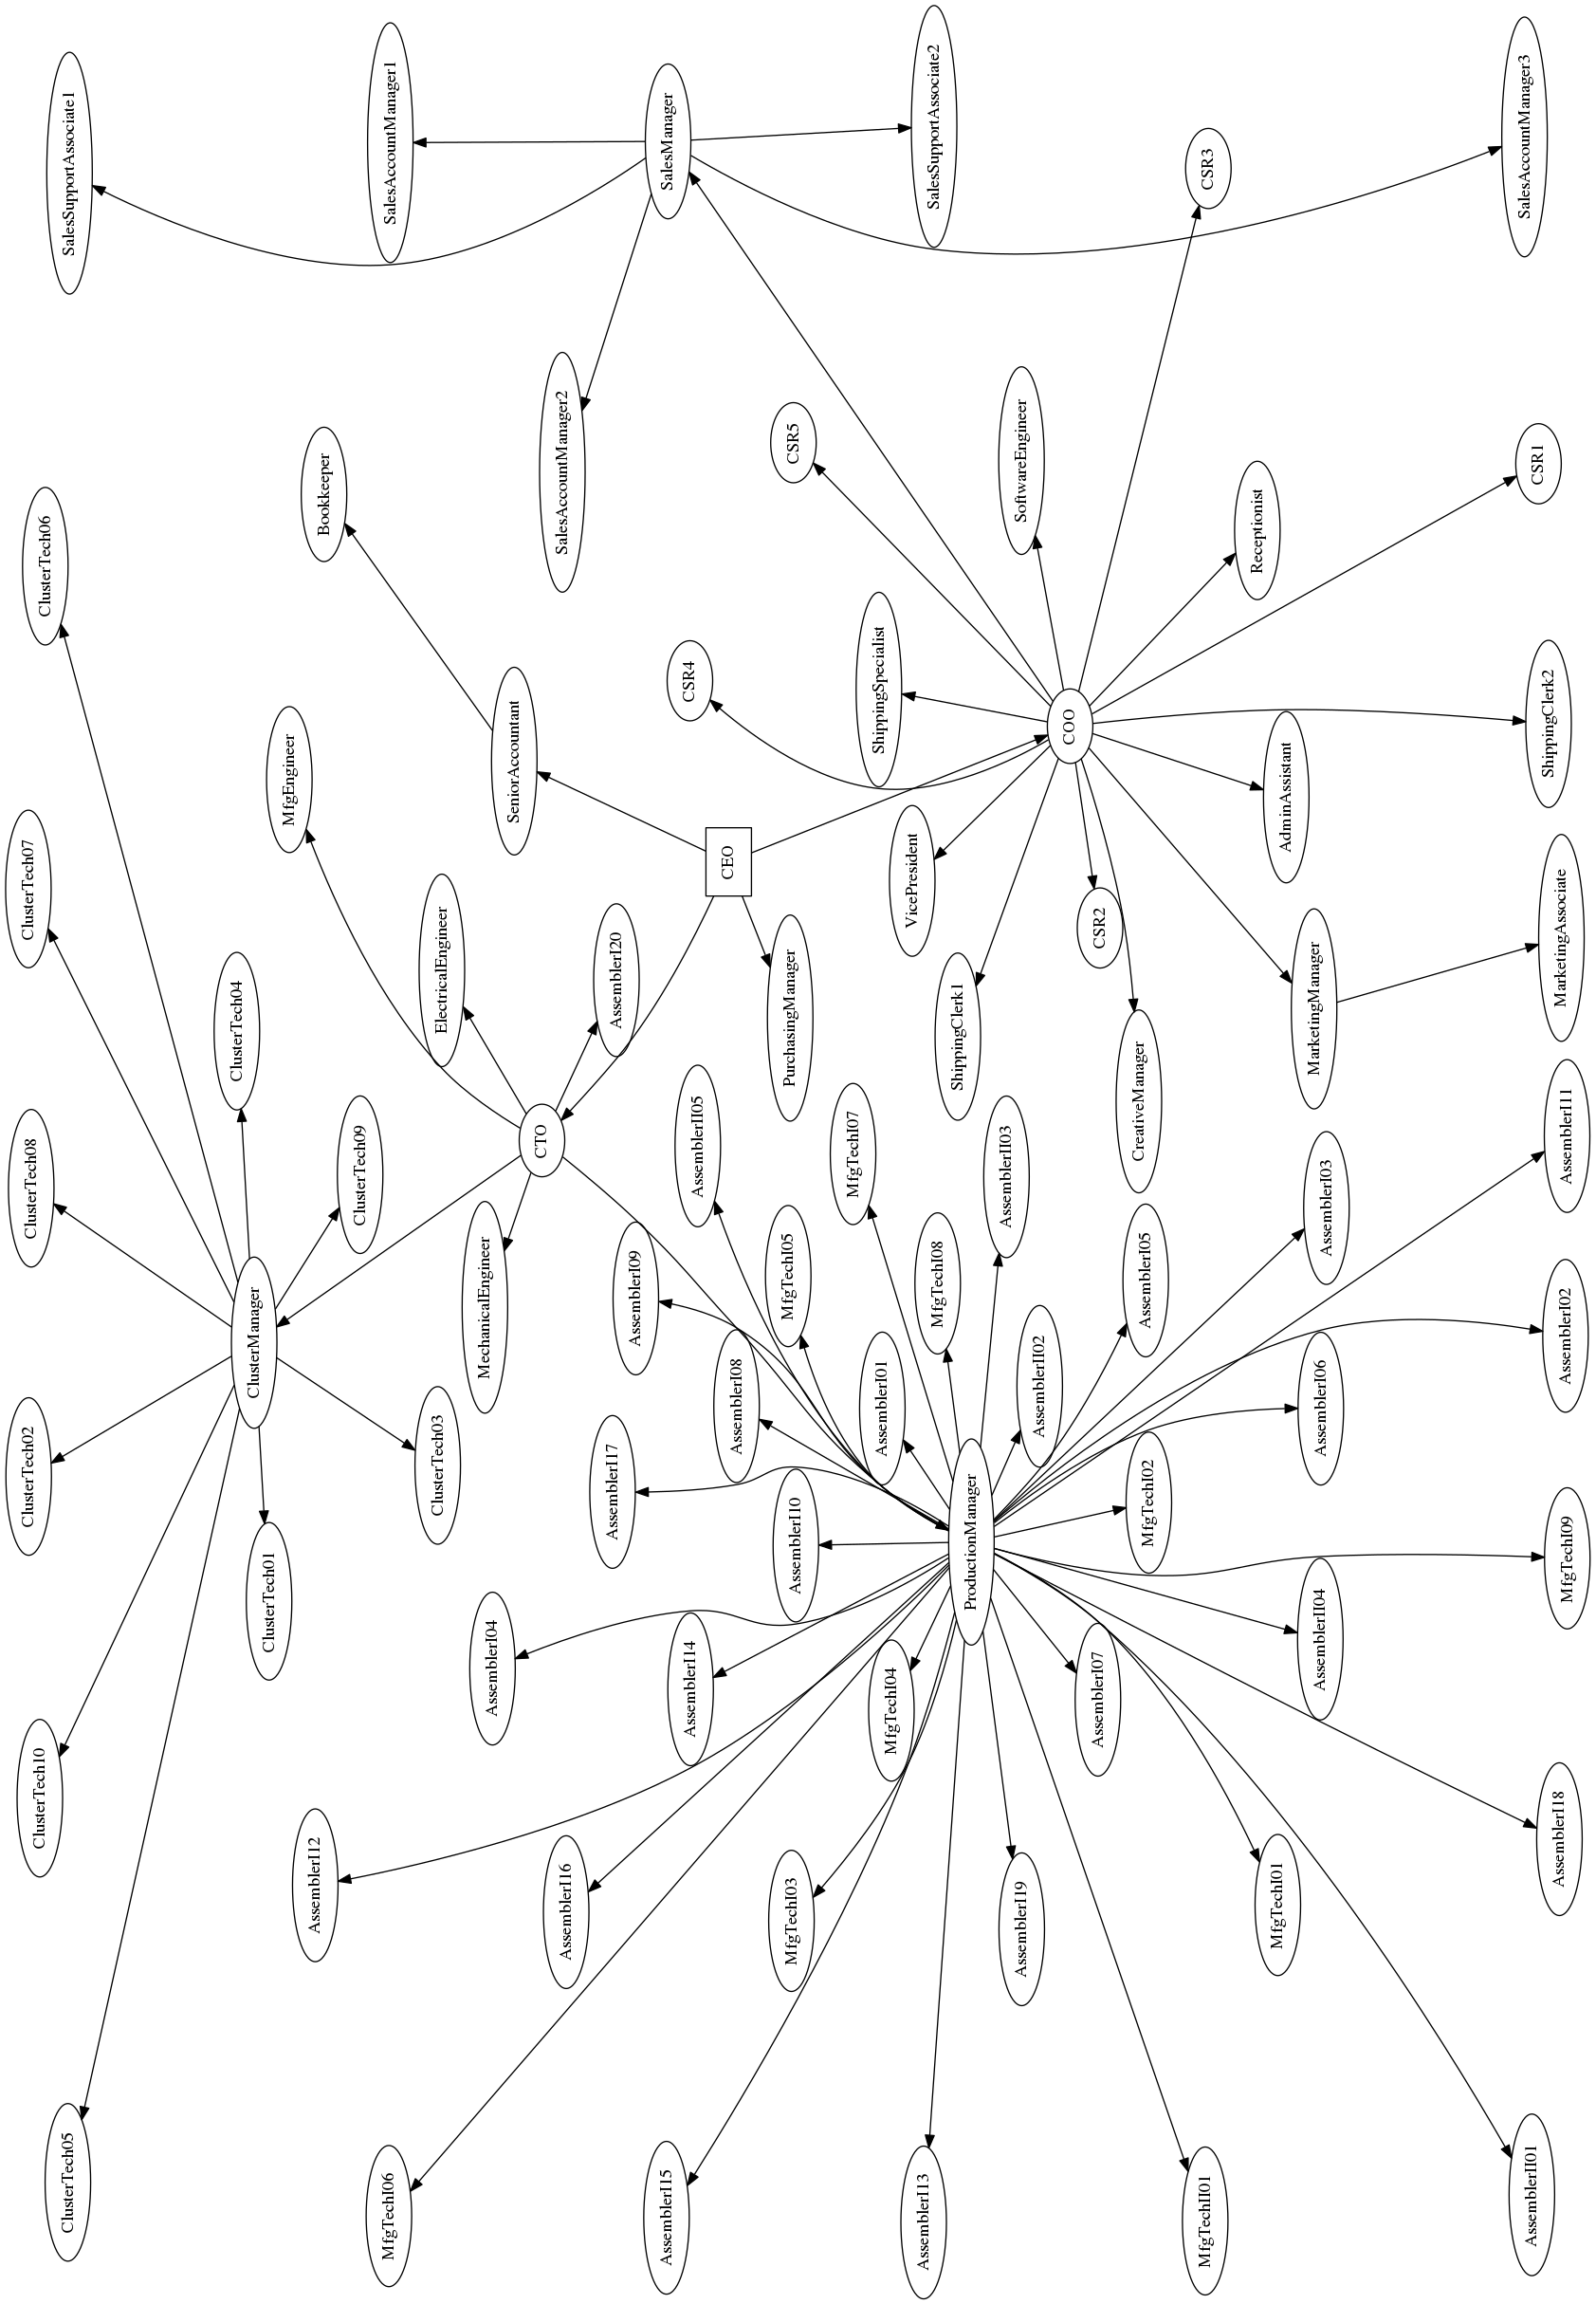 ClusterTech07
ClusterTech02
ClusterTech08
ClusterTech10
ClusterTech06
ClusterTech05
SalesSupportAssociate1
ClusterTech04
ClusterManager
ClusterTech01
MfgEngineer
AssemblerI12
Bookkeeper
ClusterTech09
MfgTechI06
SalesAccountManager1
ClusterTech03
ElectricalEngineer
MechanicalEngineer
AssemblerI04
SeniorAccountant
CTO
SalesAccountManager2
AssemblerI16
AssemblerI17
AssemblerI20
AssemblerI09
AssemblerI15
SalesManager
AssemblerI14
CSR4
AssemblerII05
CEO
AssemblerI08
MfgTechI05
PurchasingManager
MfgTechI03
CSR5
AssemblerI10
MfgTechI07
ShippingSpecialist
AssemblerI01
MfgTechI04
VicePresident
AssemblerI13
SalesSupportAssociate2
MfgTechI08
ShippingClerk1
ProductionManager
AssemblerII03
AssemblerI19
SoftwareEngineer
AssemblerII02
COO
AssemblerI07
CSR2
CreativeManager
AssemblerI05
MfgTechI02
MfgTechII01
CSR3
Receptionist
MfgTechI01
AdminAssistant
MarketingManager
AssemblerII04
AssemblerI06
AssemblerI03
SalesAccountManager3
AssemblerII01
CSR1
ShippingClerk2
AssemblerI18
MarketingAssociate
AssemblerI02
AssemblerI11
MfgTechI09